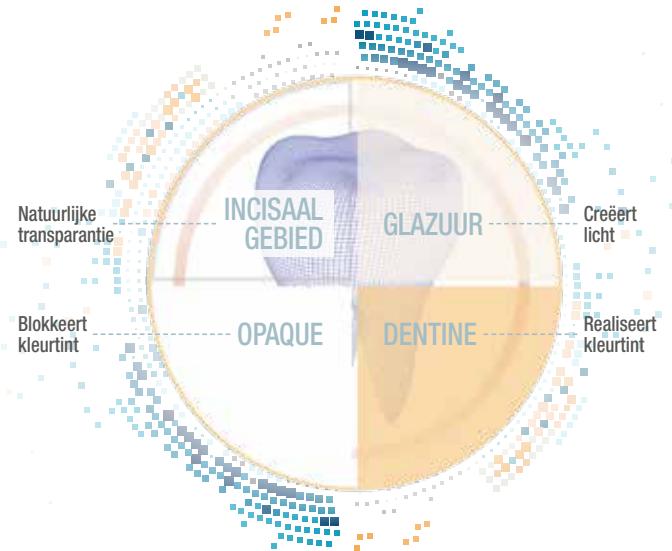 Natuurlijke
transparantie
INCISAAL
GEBIED
GLAZUUR
Creëert
licht
Blokkeert
kleurtint
OPAQUE
DENTINE
Realiseert
kleurtint